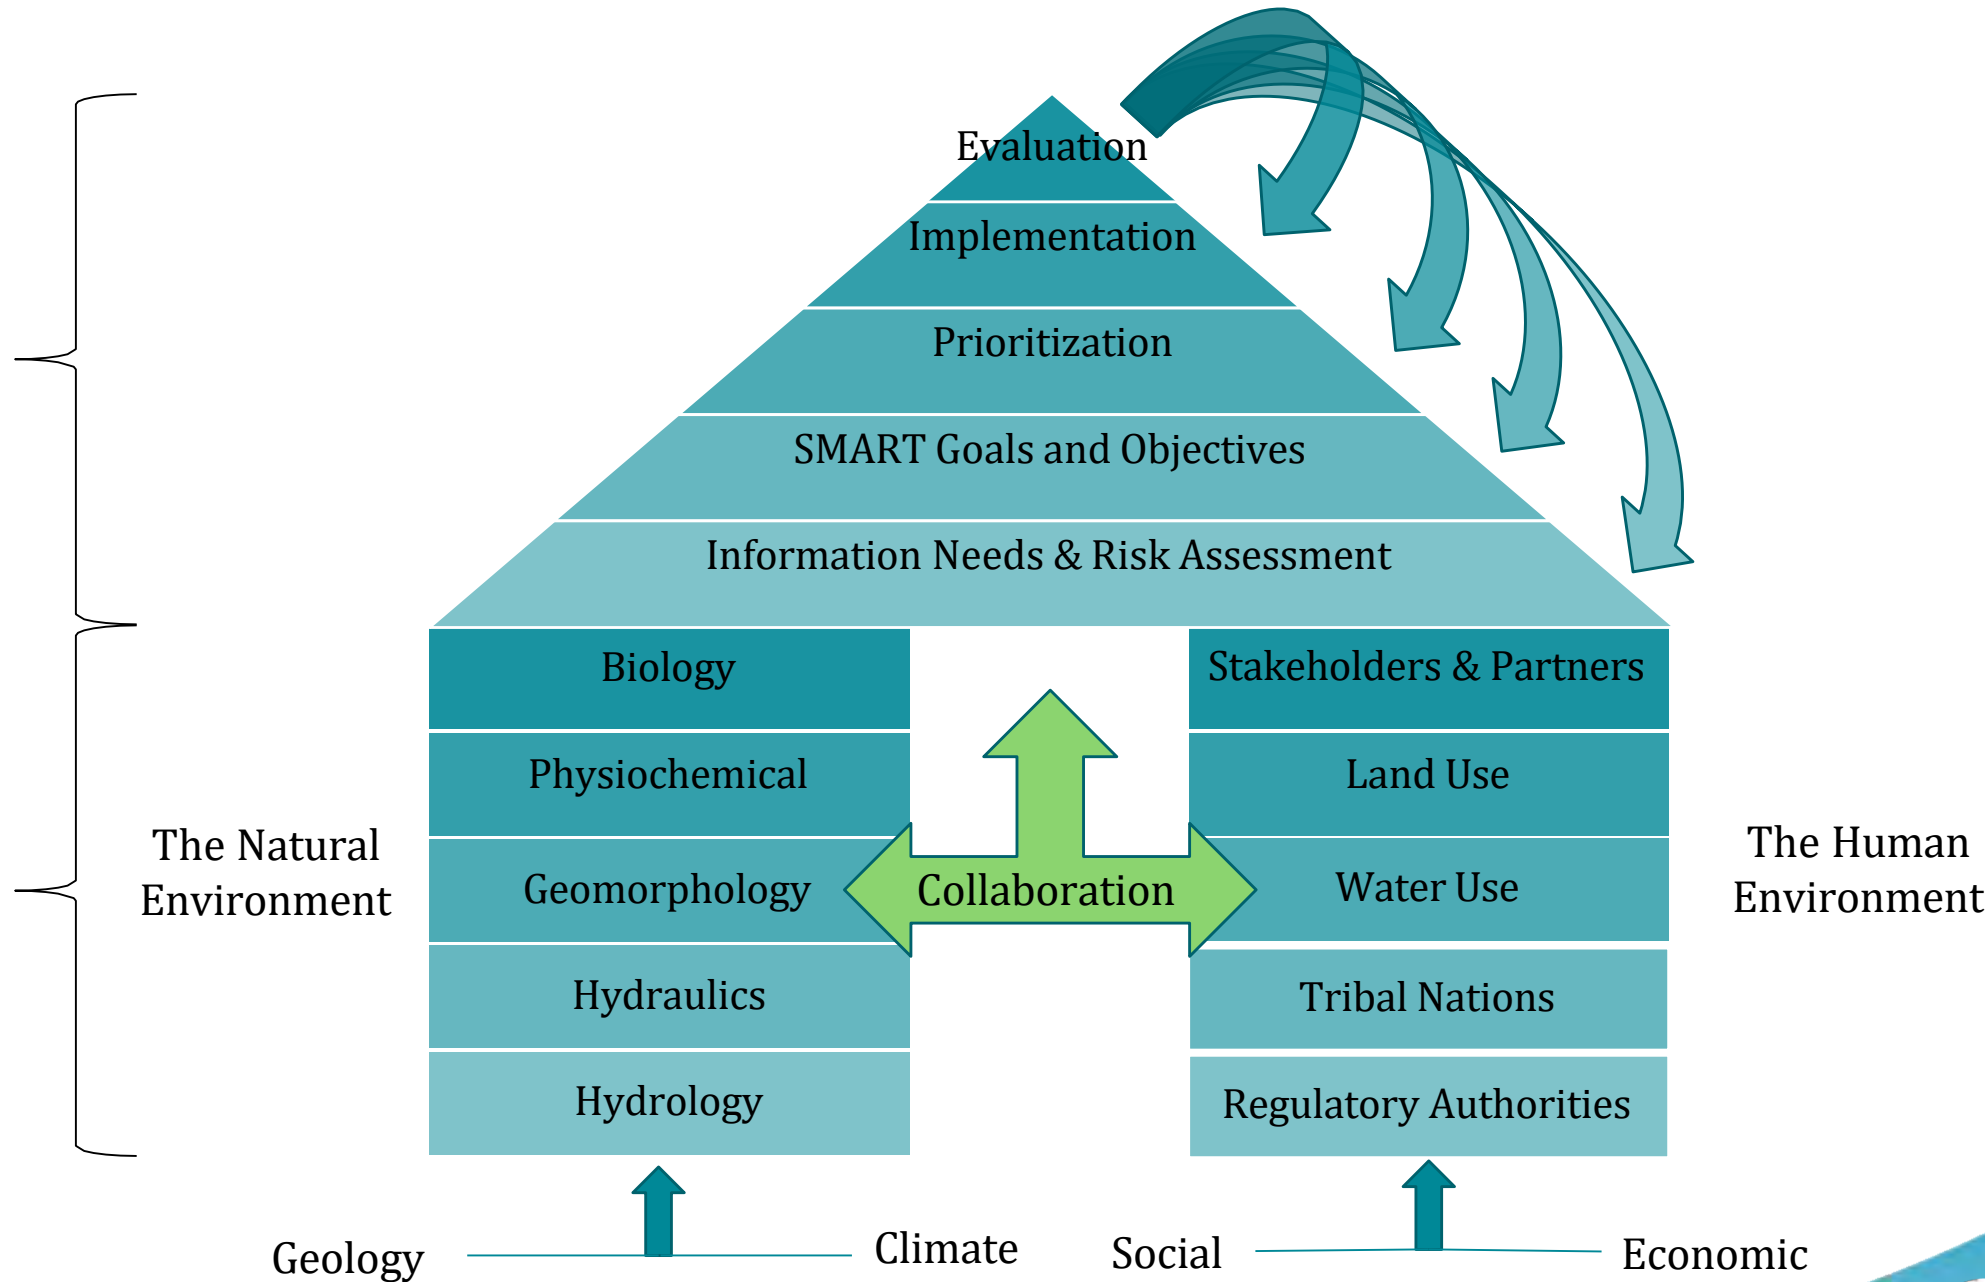 Evaluation
Implementation
Prioritization
SMART Goals and Objectives
Information Needs & Risk Assessment
Biology
Stakeholders & Partners
Physiochemical
Land Use
The Natural
Environment
Geomorphology
Collaboration
Water Use
The Human
Environment
Hydraulics
Tribal Nations
Hydrology
Regulatory Authorities
Geology
Climate
Social
Economic